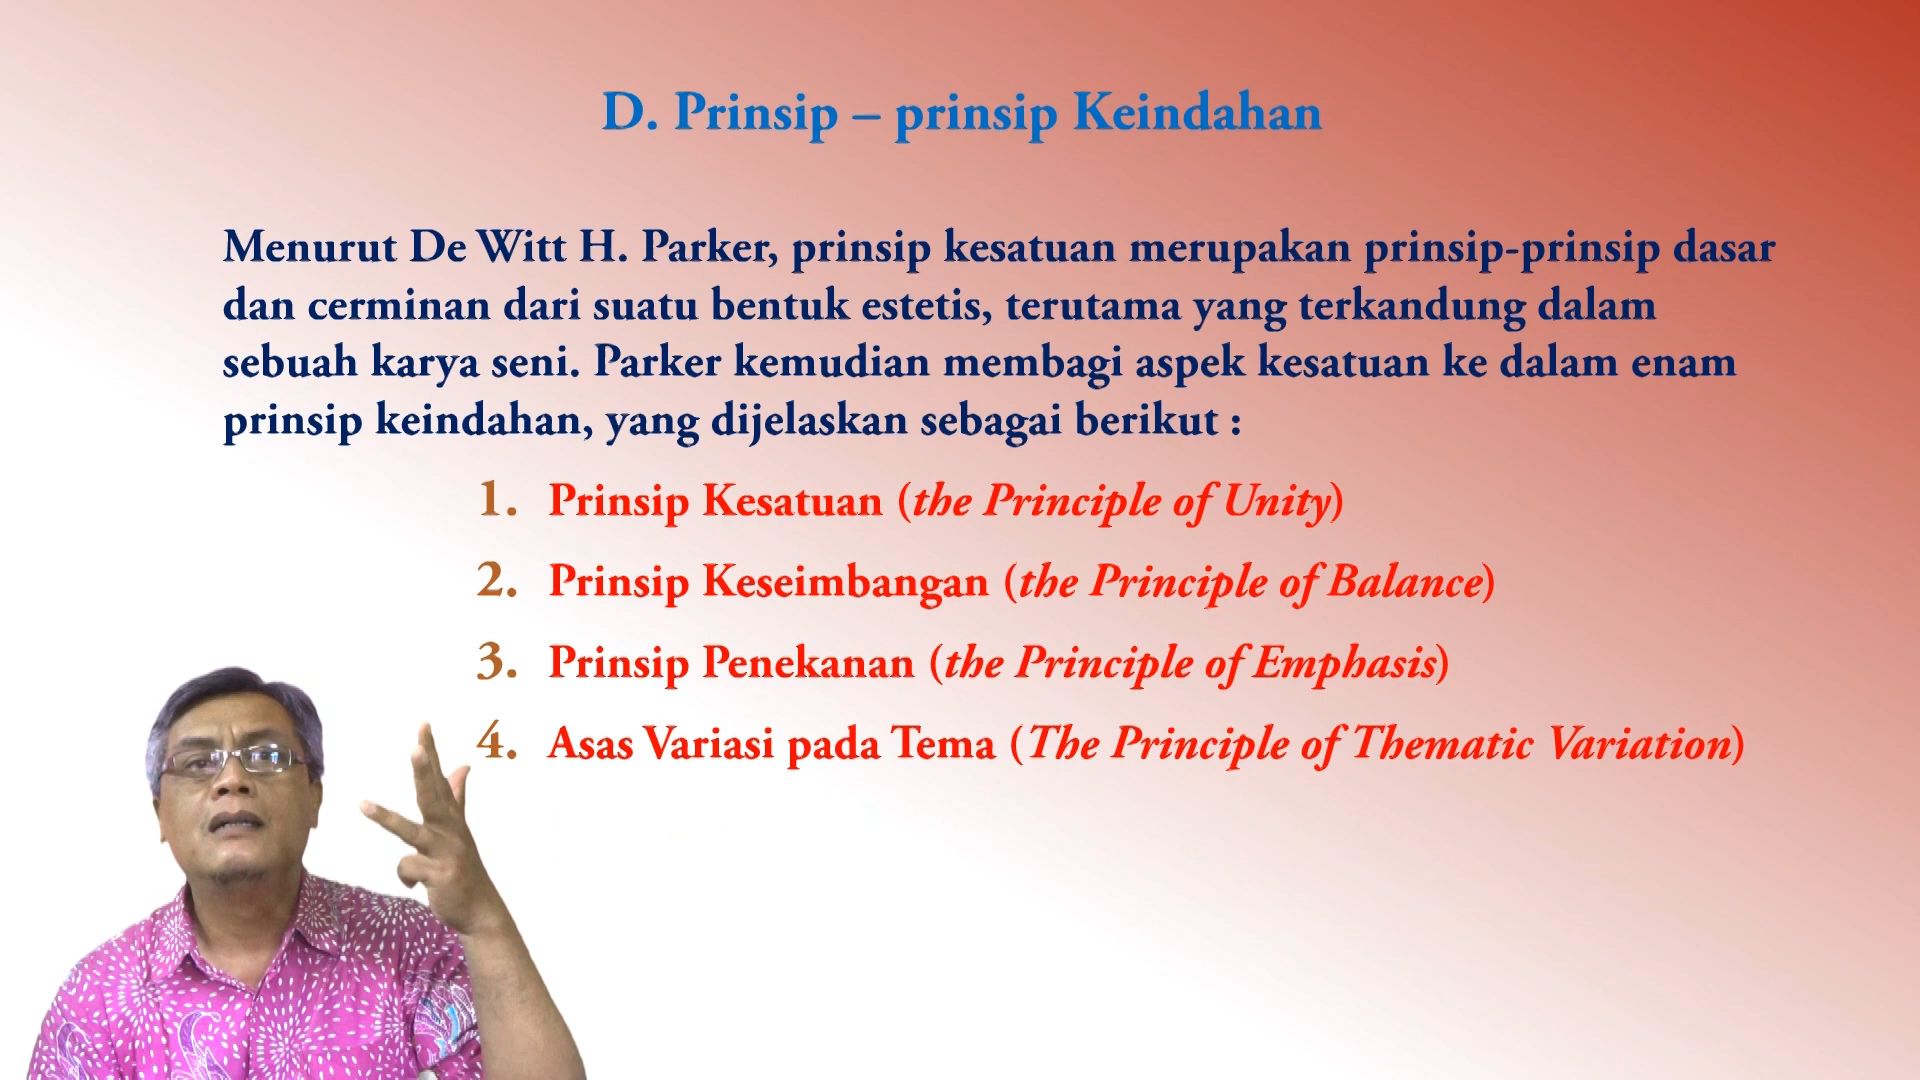 D. Prinsip – prinsip Keindahan
Menurut De Witt H. Parker, prinsip kesatuan merupakan prinsip-prinsip dasar
dan cerminan dari suatu bentuk estetis, terutama yang terkandung dalam
sebuah karya seni. Parker kemudian membagi aspek kesatuan ke dalam enam
prinsip keindahan, yang dijelaskan sebagai berikut :
1. Prinsip Kesatuan (the Principle of Unity)
2. Prinsip Keseimbangan (the Principle of Balance)
3. Prinsip Penekanan (the Principle of Emphasis)
4. Asas Variasi pada Tema (The Principle of Thematic Variation)